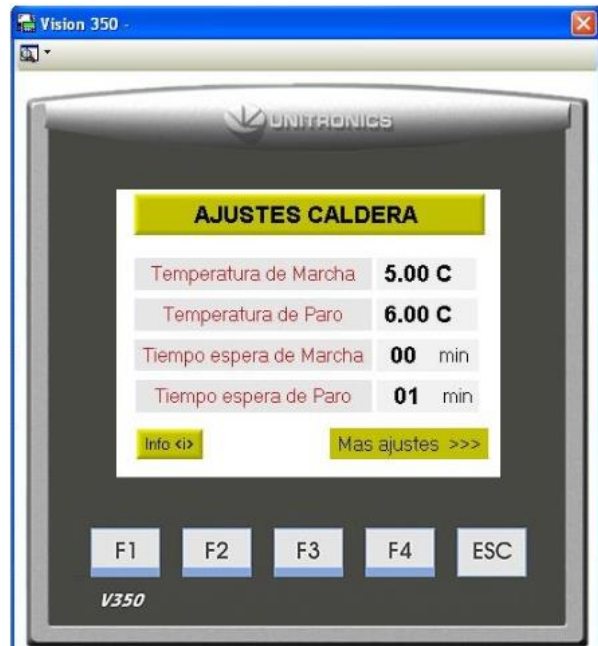 Vision 350 -
UNITRONICS
AJUSTES CALDERA
Temperatura de Marcha 5.00 C
Temperatura de Paro 6.00 C
Tiempo espera de Marcha 00 min
Tiempo espera de Paro 01 min
Info <i> Mas ajustes >>>
F1 F2 F3 F4 ESC
V350